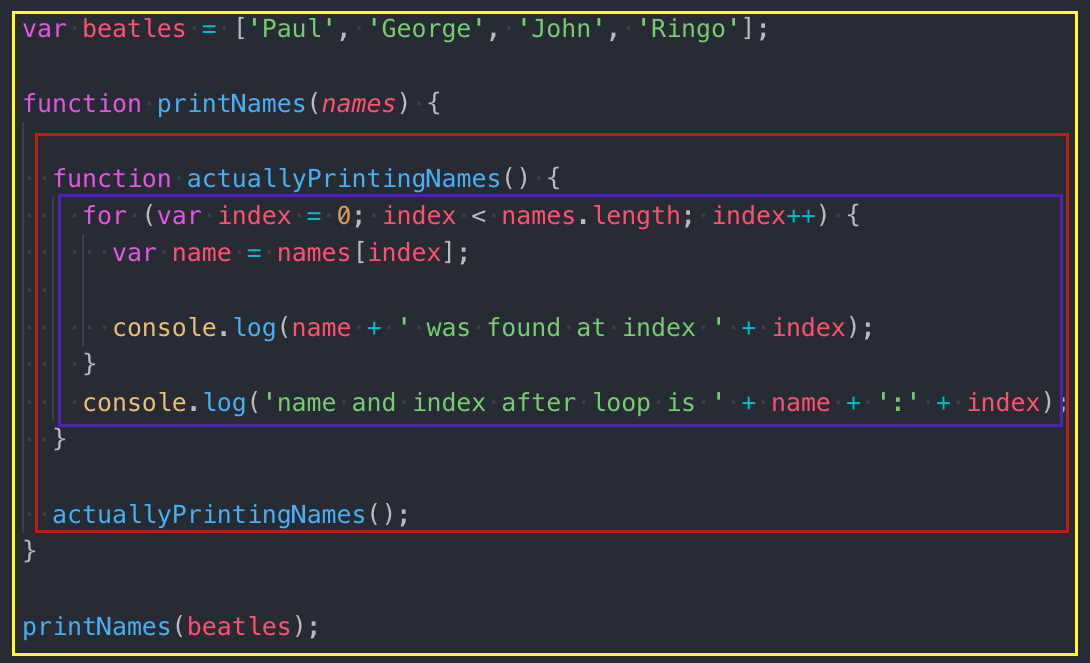 var beatles = ['Paul', 'George', 'John', 'Ringo'];
function printNames(names) {
function actuallyPrintingNames() {
for (var index = 0; index < names.length; index++) {
var name = names[index];
console.log(name + ' was found at index ' + index);
}
console.log('name and index after loop is ' + name + ':' + index);
}
actuallyPrintingNames();
}
printNames(beatles);